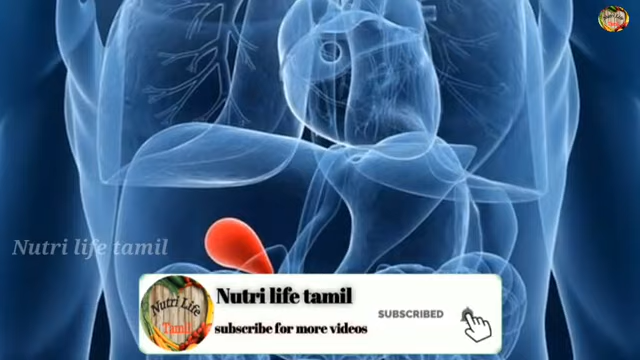 Nutri life tamil
Nutri Life
Tamil
Nutri life tamil
subscribe for more videos
SUBSCRIBED